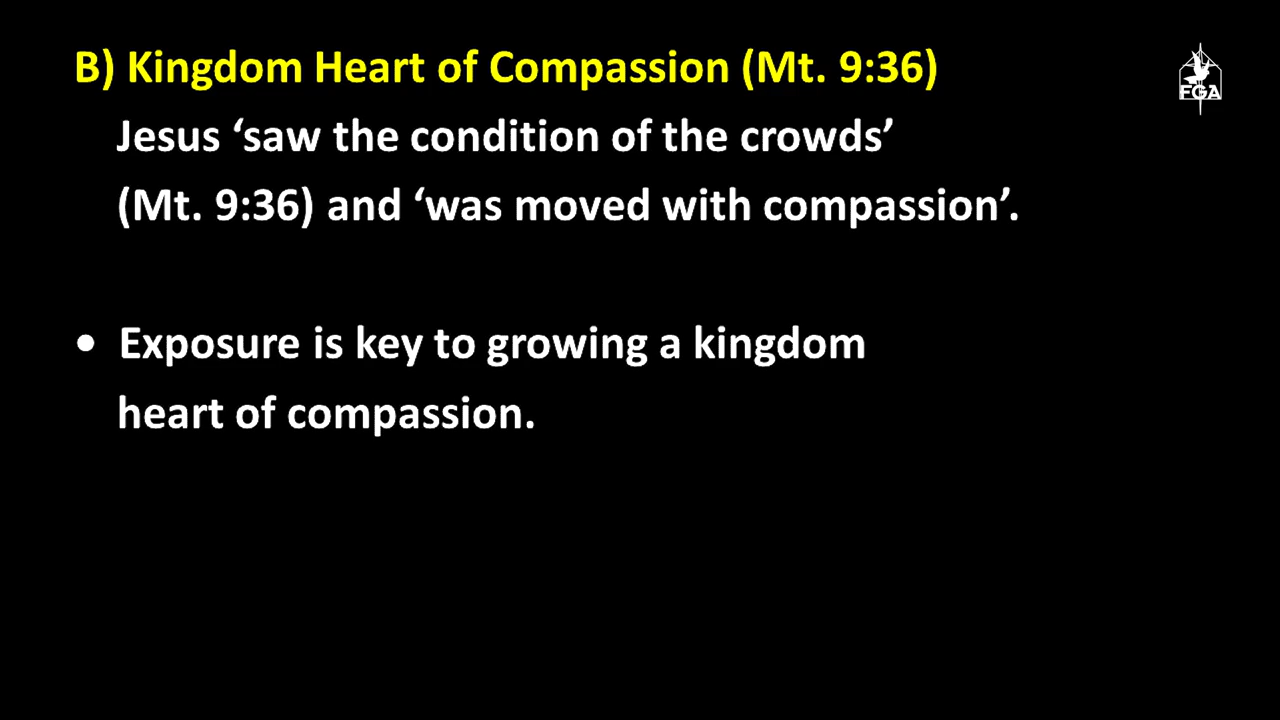 B) Kingdom Heart of Compassion (Mt. 9:36)
FGA
Jesus ‘saw the condition of the crowds’
(Mt. 9:36) and ‘was moved with compassion’.
• Exposure is key to growing a kingdom
heart of compassion.